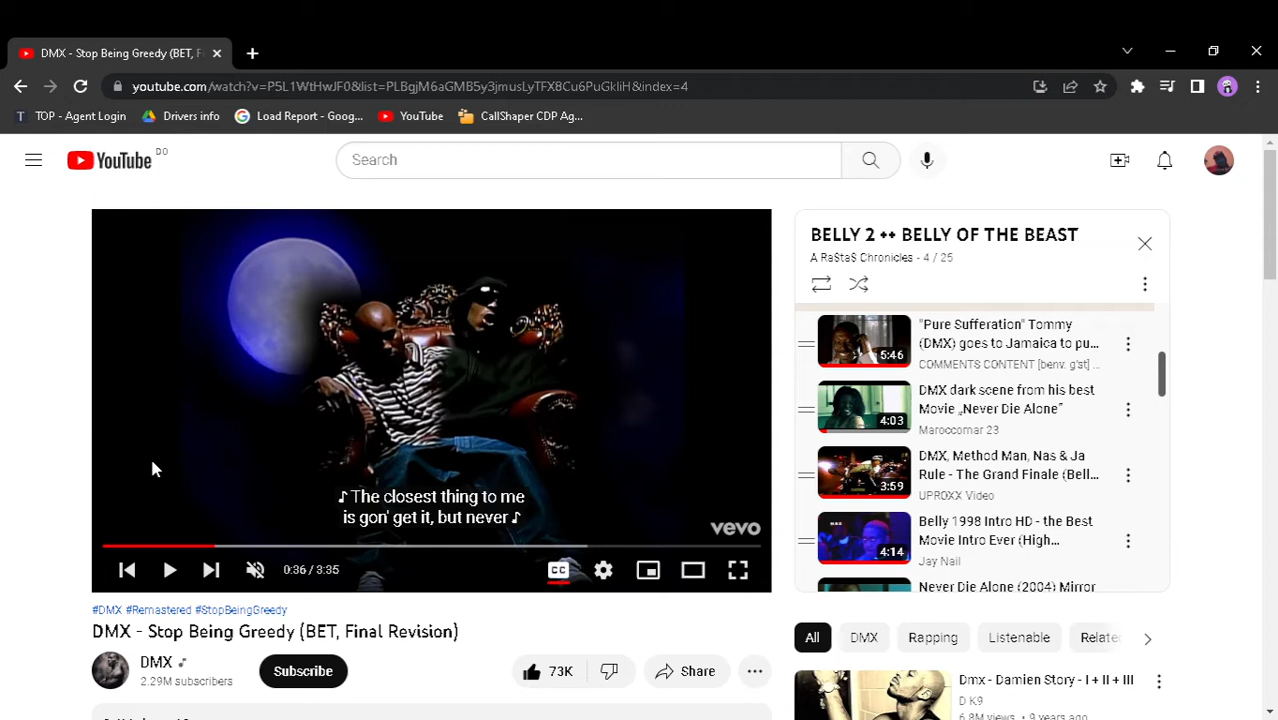 DMX - Stop Being Greedy (BET, F
youtube.com/watch?v=P5L1WtHwJF0&list=PLBqjM6aGMB5y3jmusLyTFX8Cu6PuGkIiH&index=4
TOP - Agent Login
Drivers info
Load Report - Goog...
YouTube
CallShaper CDP Ag...
YouTube DO
Search
♪ The closest thing to me
is gon' get it, but never ♪
vevo
0:36 / 3:35
CC
#DMX #Remastered #StopBeingGreedy
DMX - Stop Being Greedy (BET, Final Revision)
DMX
2.29M subscribers
Subscribe
73K
Share
BELLY 2 ++ BELLY OF THE BEAST
A Ra$ta$ Chronicles - 4 / 25
5:46
"Pure Sufferation" Tommy
(DMX) goes to Jamaica to pu...
COMMENTS CONTENT [benv. g'st] ...
4:03
DMX dark scene from his best
Movie „Never Die Alone”
Maroccomar 23
3:59
DMX, Method Man, Nas & Ja
Rule - The Grand Finale (Bell...
UPROXX Video
4:14
Belly 1998 Intro HD - the Best
Movie Intro Ever (High...
Jay Nail
Never Die Alone (2004) Mirror
All
DMX
Rapping
Listenable
Relate
Dmx - Damien Story - I + II + III
D K9
6.8M views • 9 years ago